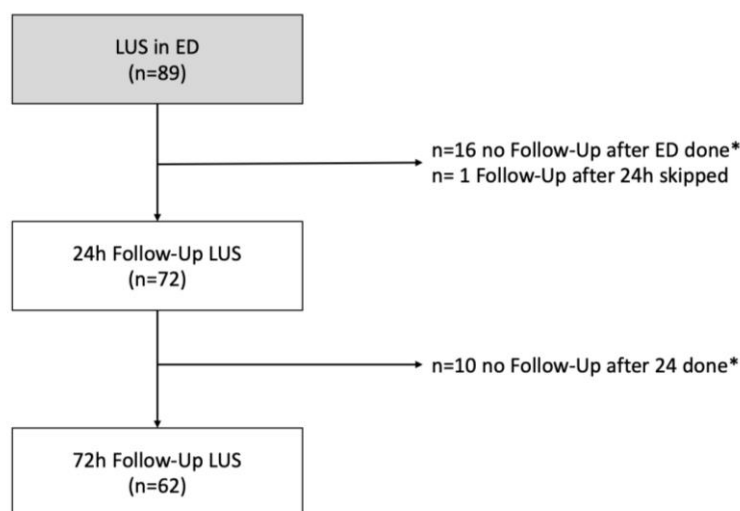 LUS in ED
(n=89)
n=16 no Follow-Up after ED done*
n= 1 Follow-Up after 24h skipped
24h Follow-Up LUS
(n=72)
n=10 no Follow-Up after 24 done*
72h Follow-Up LUS
(n=62)